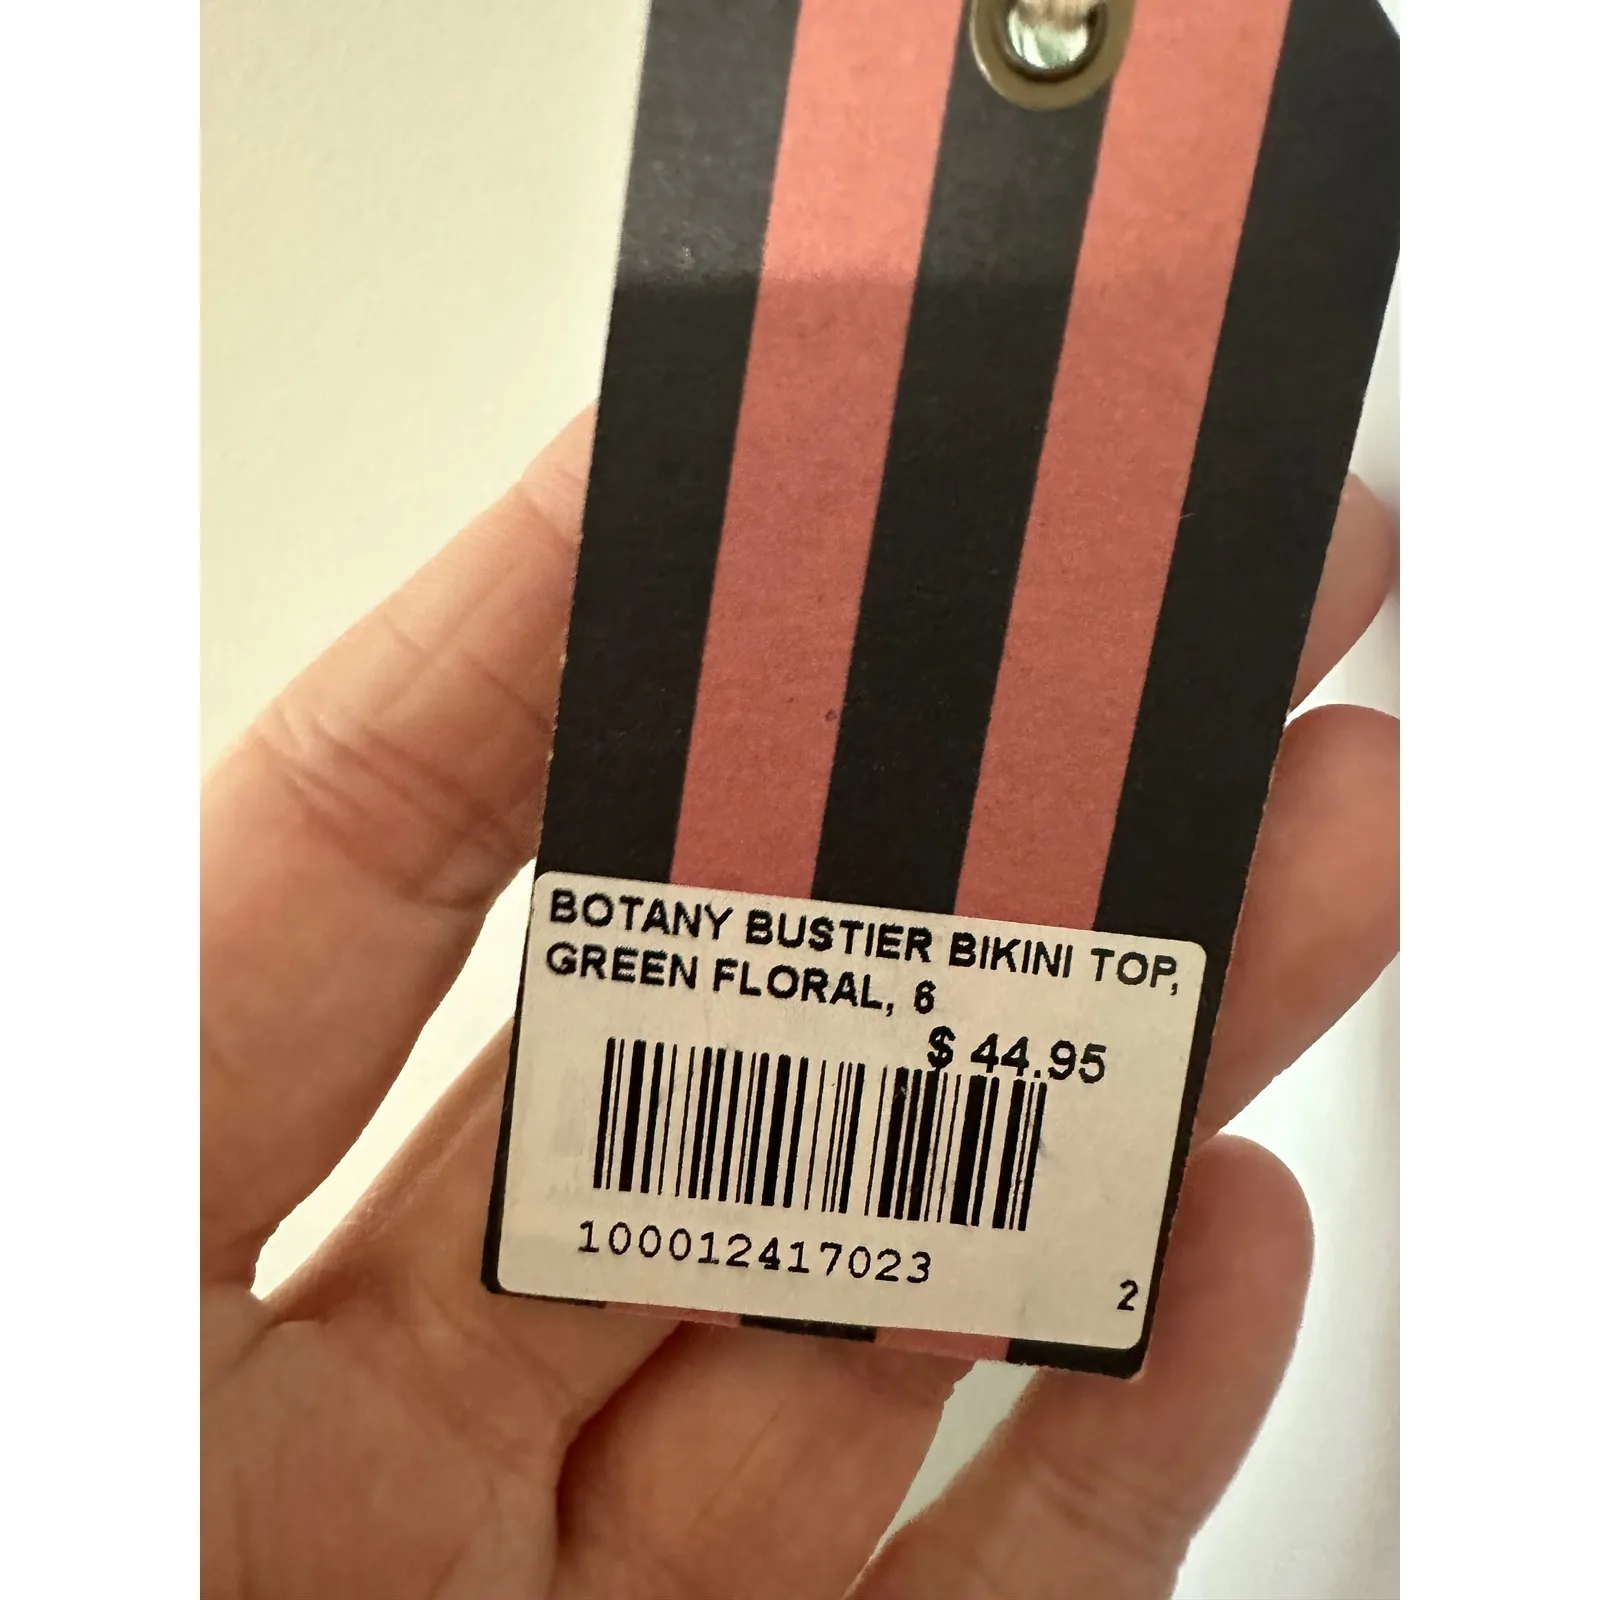 BOTANY BUSTIER BIKINI TOP,
GREEN FLORAL, 6
$ 44.95
100012417023
2